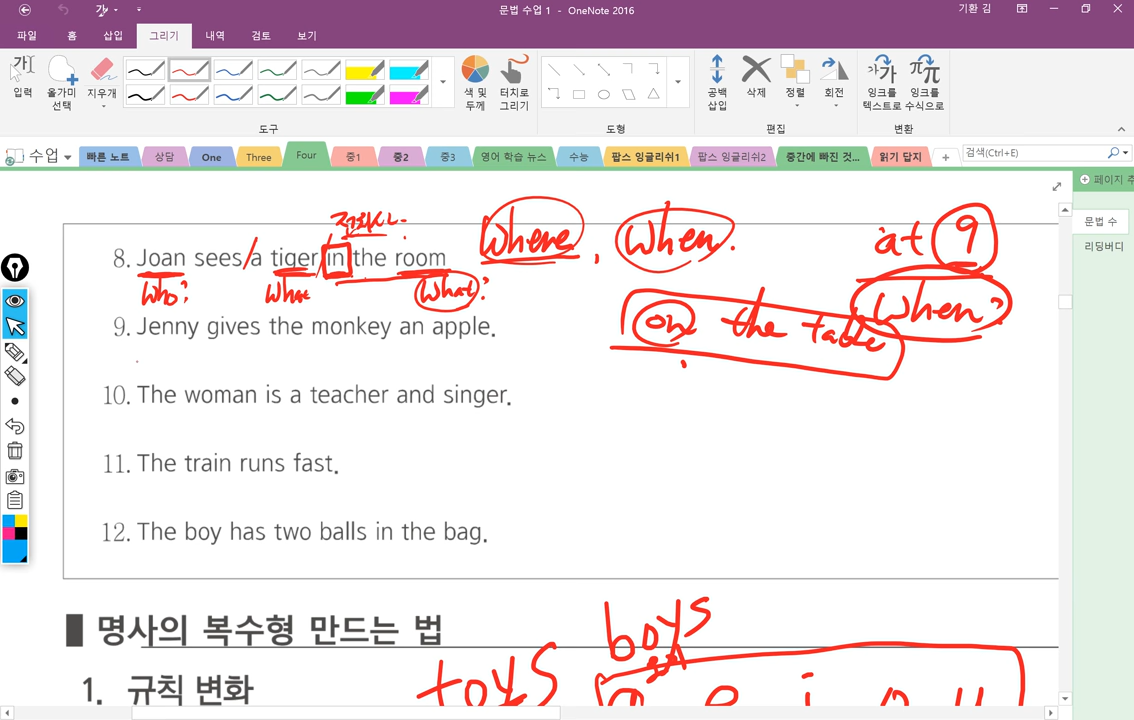 문법 수업 1 - OneNote 2016
기환 김
파일 홈 삽입 그리기 내역 검토 보기
입력 올가미 선택 지우개 색 및 두께 터치로 그리기 공백 삽입 삭제 정렬 회전 잉크를 텍스트로 잉크를 수식으로
도구 도형 편집 변환
수업 빠른 노트 상담 One Three Four 중1 중2 중3 영어 학습 뉴스 수능 팝스 잉글리쉬1 팝스 잉글리쉬2 중간에 빠진 것... 읽기 답지 검색(Ctrl+E)
페이지 추
문법 수
리딩버디
where, when. at 9
8. Joan sees / a tiger / in the room
who? what what? when?
on the table
9. Jenny gives the monkey an apple.
10. The woman is a teacher and singer.
11. The train runs fast.
12. The boy has two balls in the bag.
명사의 복수형 만드는 법
boys
1. 규칙 변화
toys